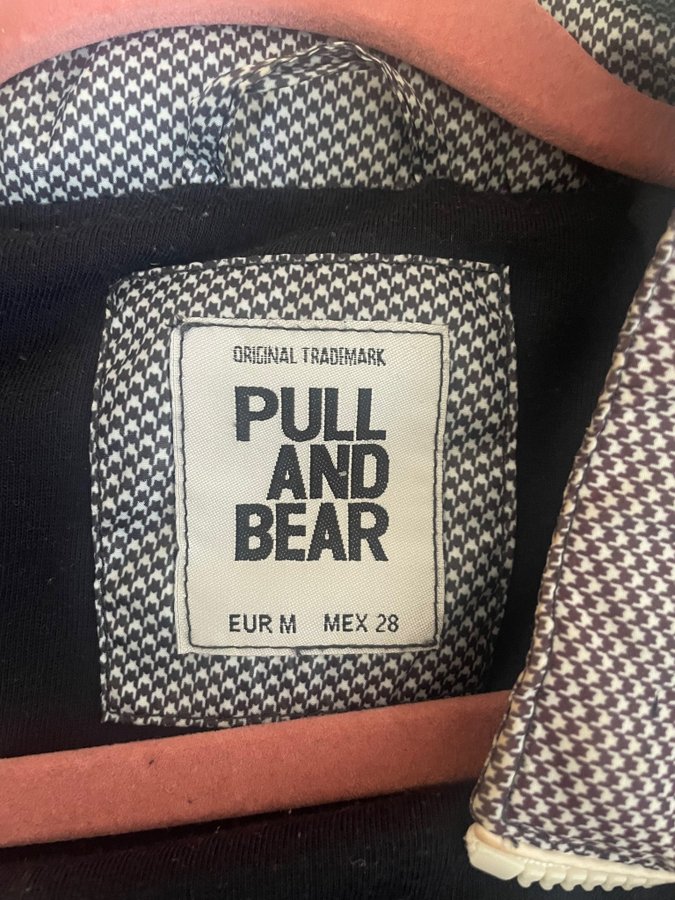 ORIGINAL TRADEMARK
PULL
AND
BEAR
EUR M MEX 28